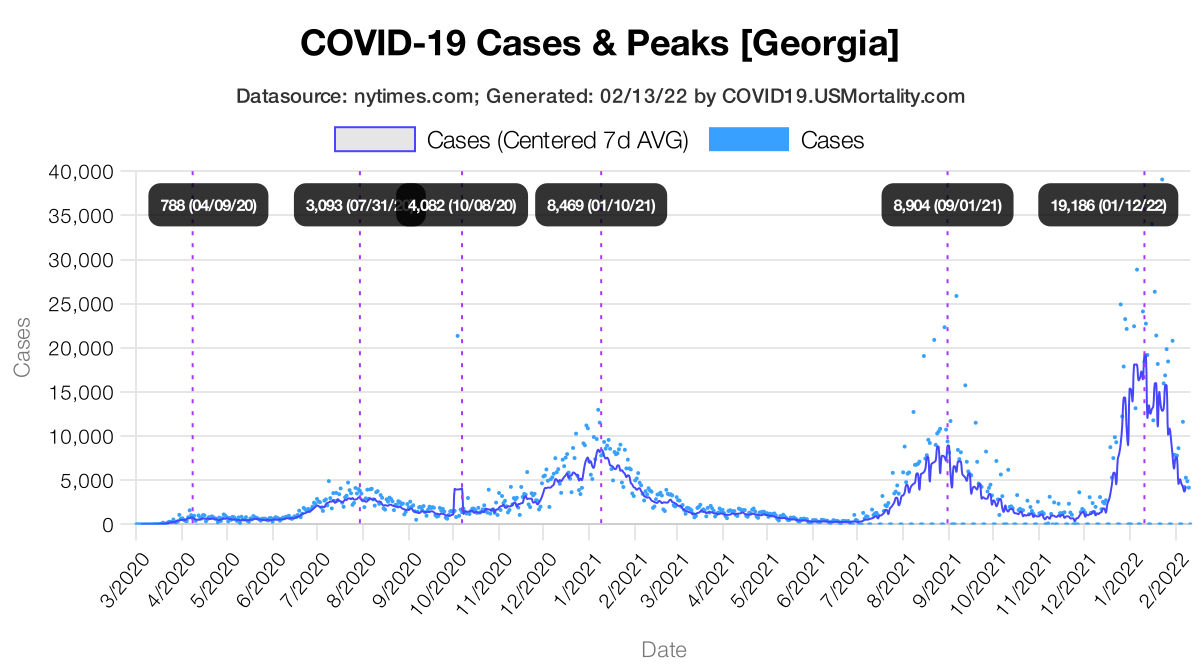 COVID-19 Cases & Peaks [Georgia]
Datasource: nytimes.com; Generated: 02/13/22 by COVID19.USMortality.com
Cases (Centered 7d AVG) Cases
40,000
788 (04/09/20) 3,093 (07/31/2 4,082 (10/08/20) 8,469 (01/10/21) 8,904 (09/01/21) 19,186 (01/12/22)
35,000
30,000
25,000
20,000
15,000
10,000
5,000
0
Cases
3/2020 4/2020 5/2020 6/2020 7/2020 8/2020 9/2020 10/2020 11/2020 12/2020 1/2021 2/2021 3/2021 4/2021 5/2021 6/2021 7/2021 8/2021 9/2021 10/2021 11/2021 12/2021 1/2022 2/2022
Date